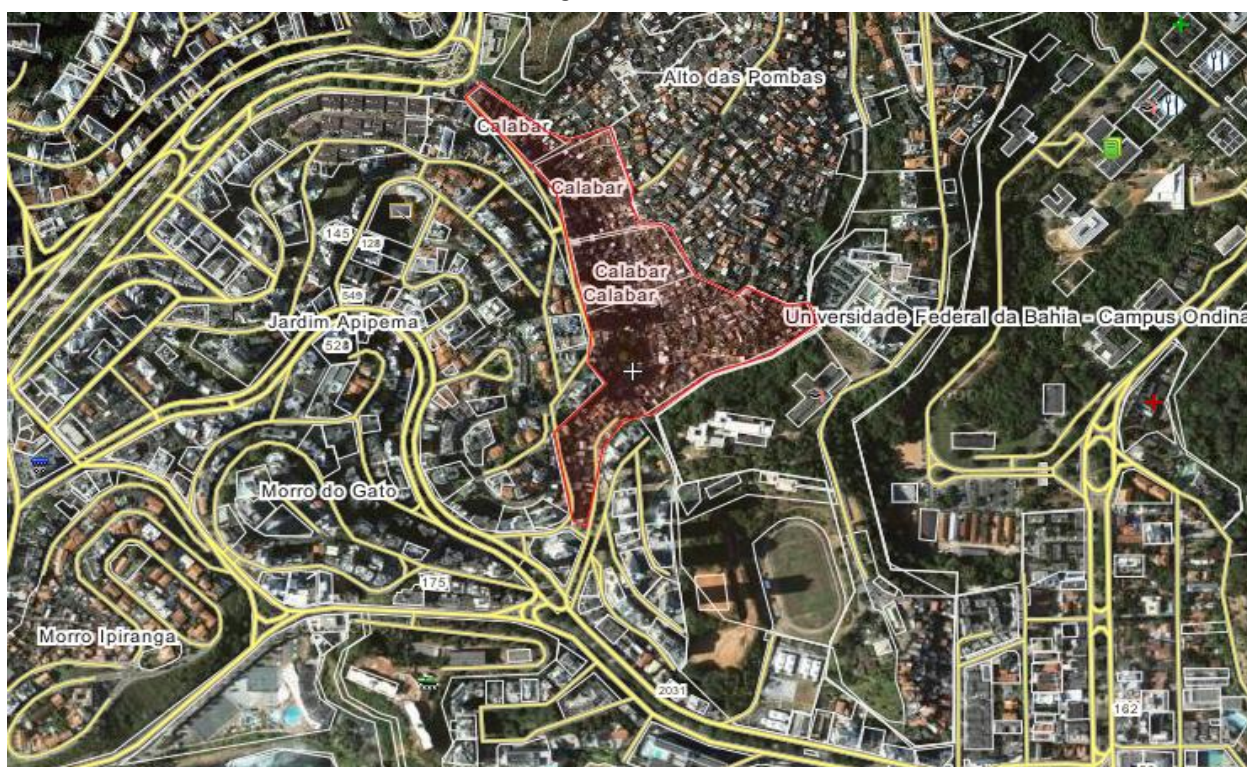 Alto das Pombas
Calabar
Calabar
145
128
Calabar
Calabar
549
Universidade Federal da Bahia - Campus Ondina
Jardim Apipema
528
Morro do Gato
175
Morro Ipiranga
2031
162